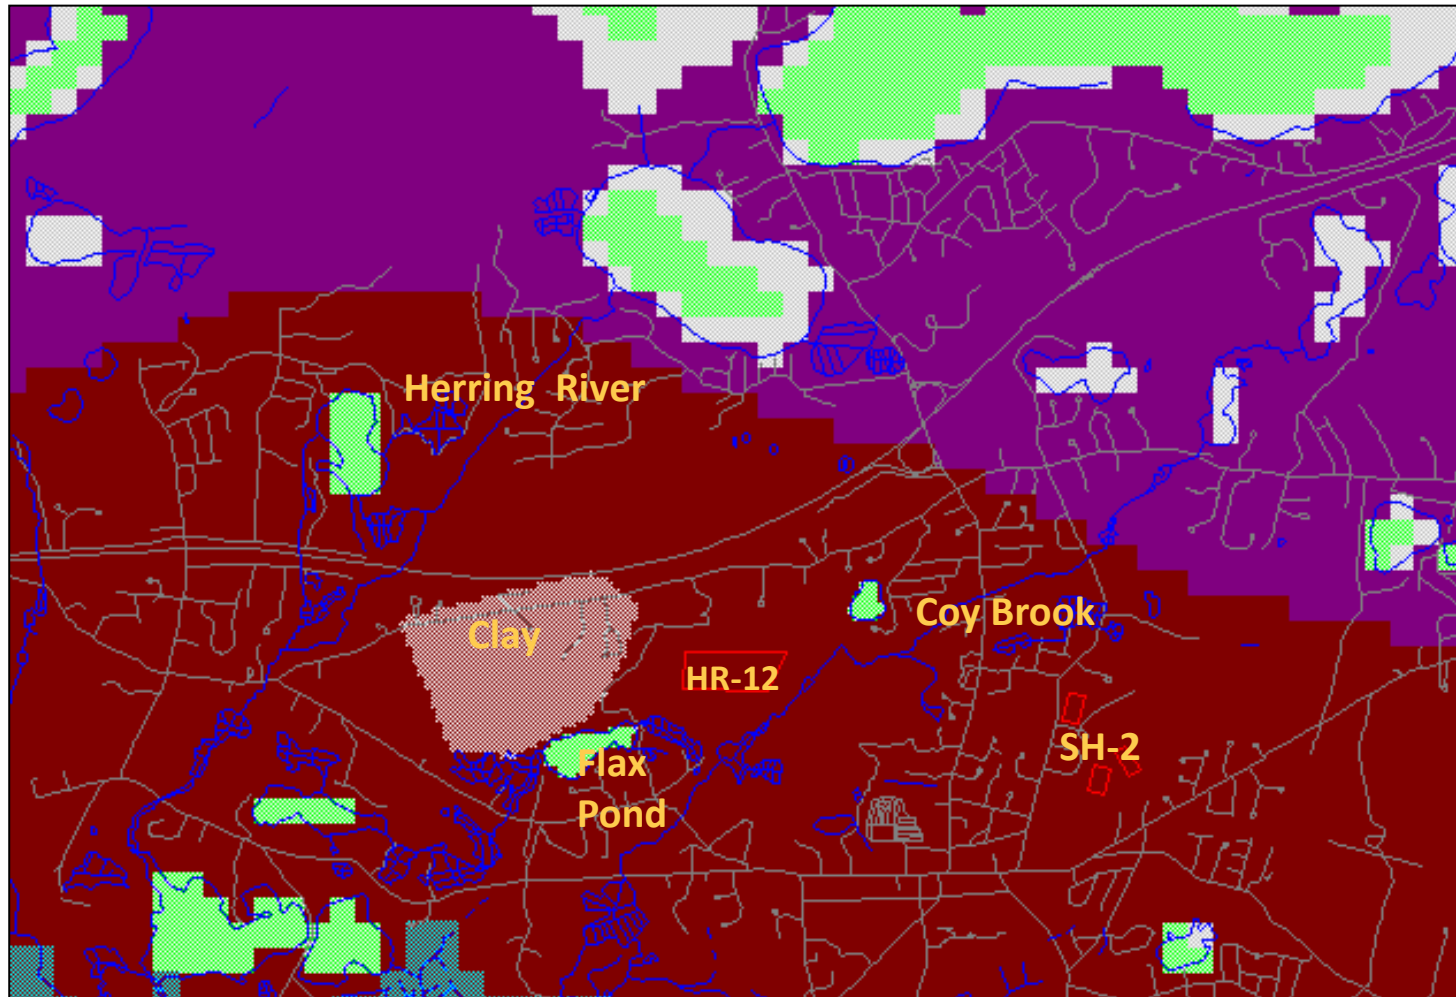 Herring River
Clay
Coy Brook
HR-12
SH-2
Flax
Pond